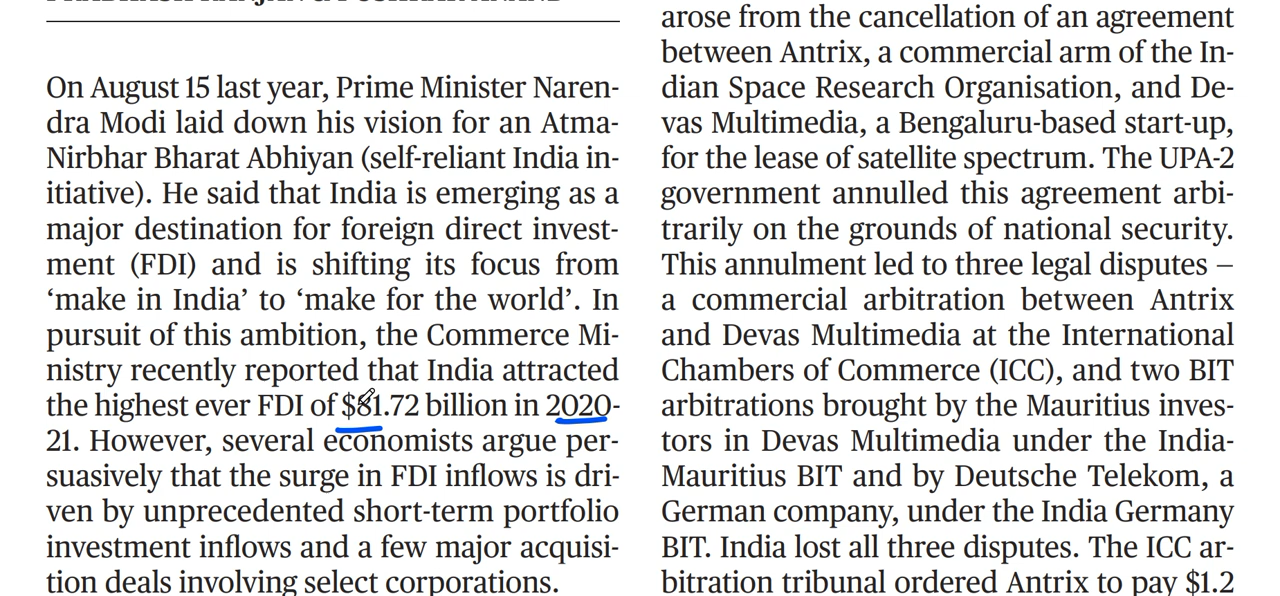 On August 15 last year, Prime Minister Naren-
dra Modi laid down his vision for an Atma-
Nirbhar Bharat Abhiyan (self-reliant India in-
itiative). He said that India is emerging as a
major destination for foreign direct invest-
ment (FDI) and is shifting its focus from
‘make in India’ to ‘make for the world’. In
pursuit of this ambition, the Commerce Mi-
nistry recently reported that India attracted
the highest ever FDI of $81.72 billion in 2020-
21. However, several economists argue per-
suasively that the surge in FDI inflows is dri-
ven by unprecedented short-term portfolio
investment inflows and a few major acquisi-
tion deals involving select corporations.
arose from the cancellation of an agreement
between Antrix, a commercial arm of the In-
dian Space Research Organisation, and De-
vas Multimedia, a Bengaluru-based start-up,
for the lease of satellite spectrum. The UPA-2
government annulled this agreement arbi-
trarily on the grounds of national security.
This annulment led to three legal disputes –
a commercial arbitration between Antrix
and Devas Multimedia at the International
Chambers of Commerce (ICC), and two BIT
arbitrations brought by the Mauritius inves-
tors in Devas Multimedia under the India-
Mauritius BIT and by Deutsche Telekom, a
German company, under the India Germany
BIT. India lost all three disputes. The ICC ar-
bitration tribunal ordered Antrix to pay $1.2